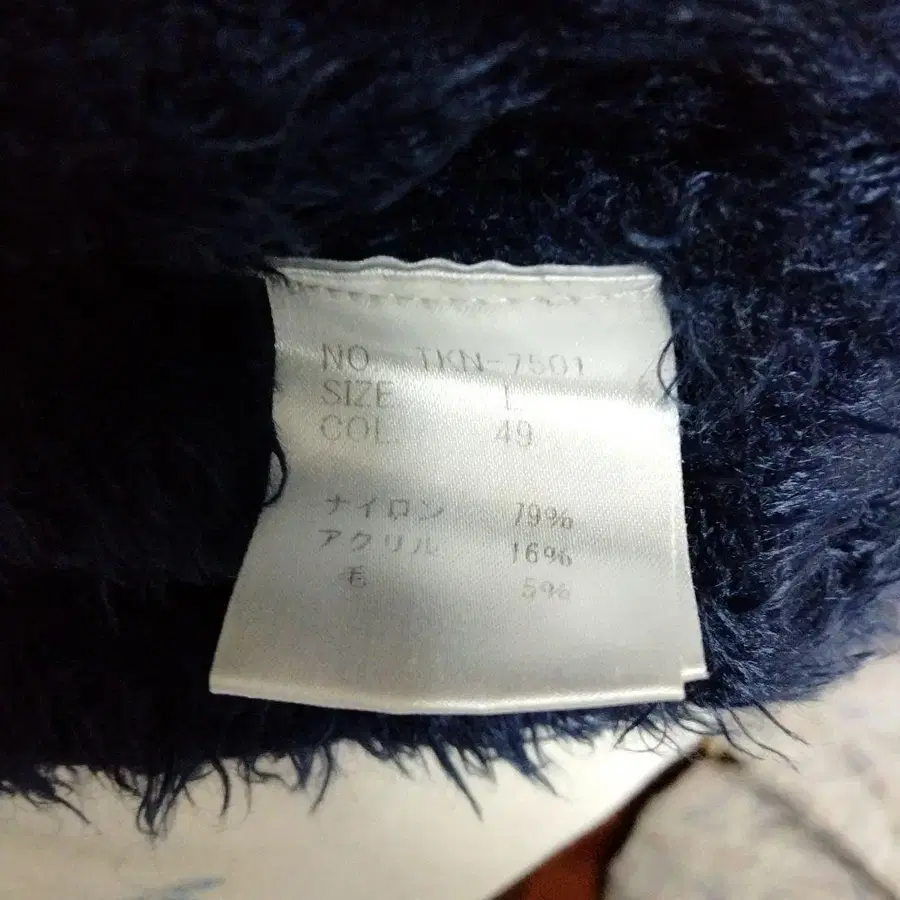 NO. TKN-7501
SIZE L
COL. 49
ナイロン 79%
アクリル 16%
毛 5%